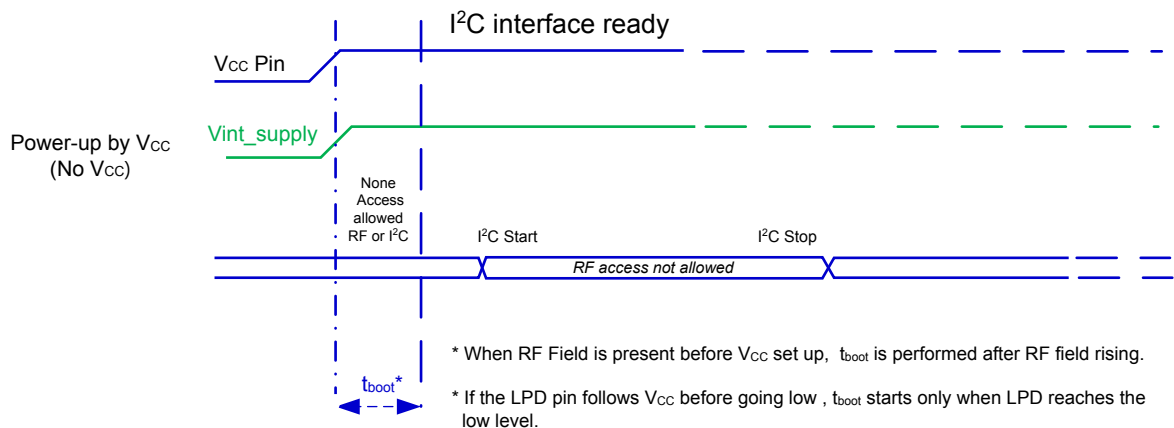 I²C interface ready
VCC Pin
Vint_supply
Power-up by VCC
(No VCC)
None
Access
allowed
RF or I²C
I²C Start
I²C Stop
RF access not allowed
* When RF Field is present before VCC set up, tboot is performed after RF field rising.
tboot*
* If the LPD pin follows VCC before going low , tboot starts only when LPD reaches the
low level.